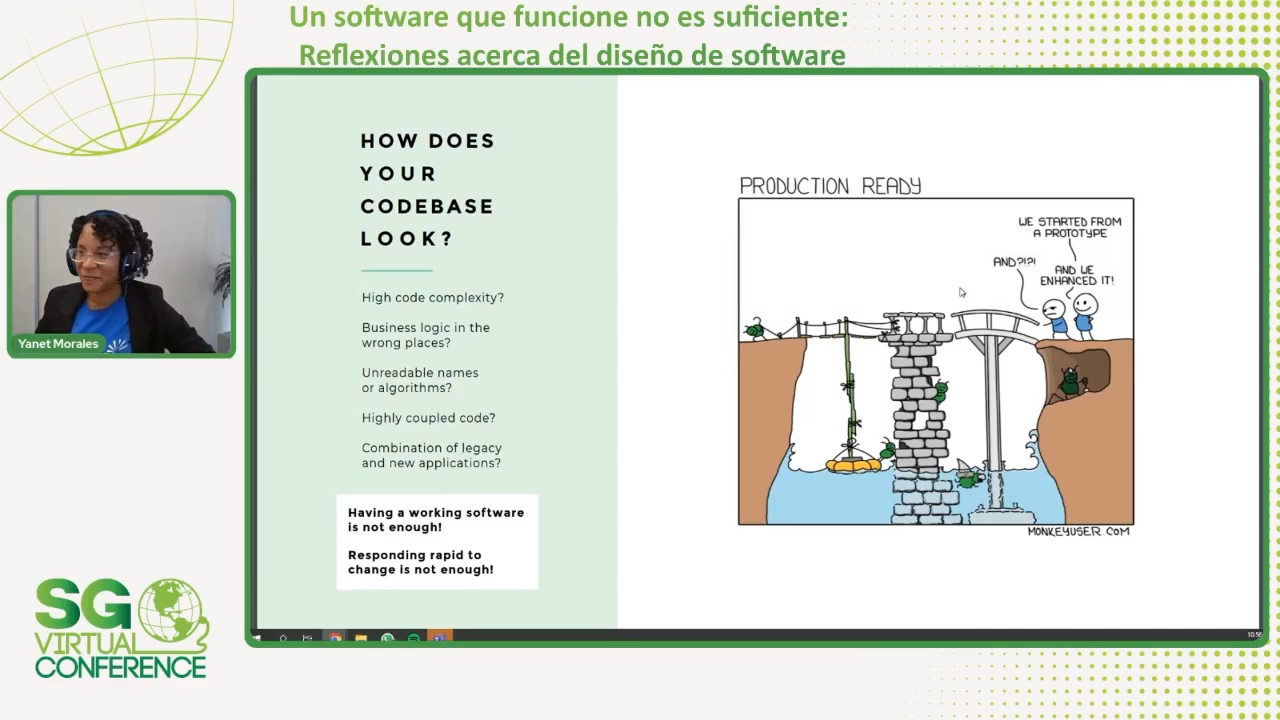 Un software que funcione no es suficiente:
Reflexiones acerca del diseño de software
HOW DOES
YOUR
CODEBASE
LOOK?
High code complexity?
Business logic in the
wrong places?
Unreadable names
or algorithms?
Highly coupled code?
Combination of legacy
and new applications?
Having a working software
is not enough!
Responding rapid to
change is not enough!
PRODUCTION READY
WE STARTED FROM
A PROTOTYPE
AND?!?!
AND WE
ENHANCED IT!
MONKEYUSER.COM
Yanet Morales
SG
VIRTUAL
CONFERENCE